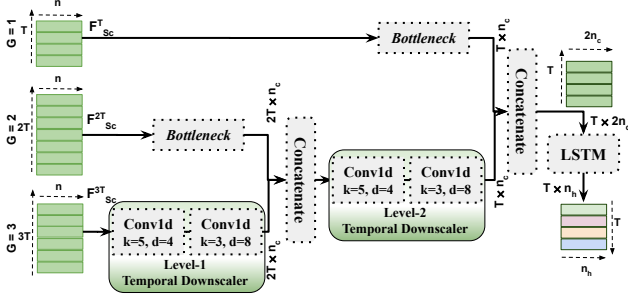 G = 1
T
n
F^T_Sc
Bottleneck
T × n_c
2n_c
T
Concatenate
T × 2n_c
LSTM
T × n_h
n_h
G = 2
2T
n
F^2T_Sc
Bottleneck
2T × n_c
Concatenate
Conv1d
k=5, d=4
Conv1d
k=3, d=8
Level-2
Temporal Downscaler
T × n_c
G = 3
3T
n
F^3T_Sc
Conv1d
k=5, d=4
Conv1d
k=3, d=8
Level-1
Temporal Downscaler
2T × n_c